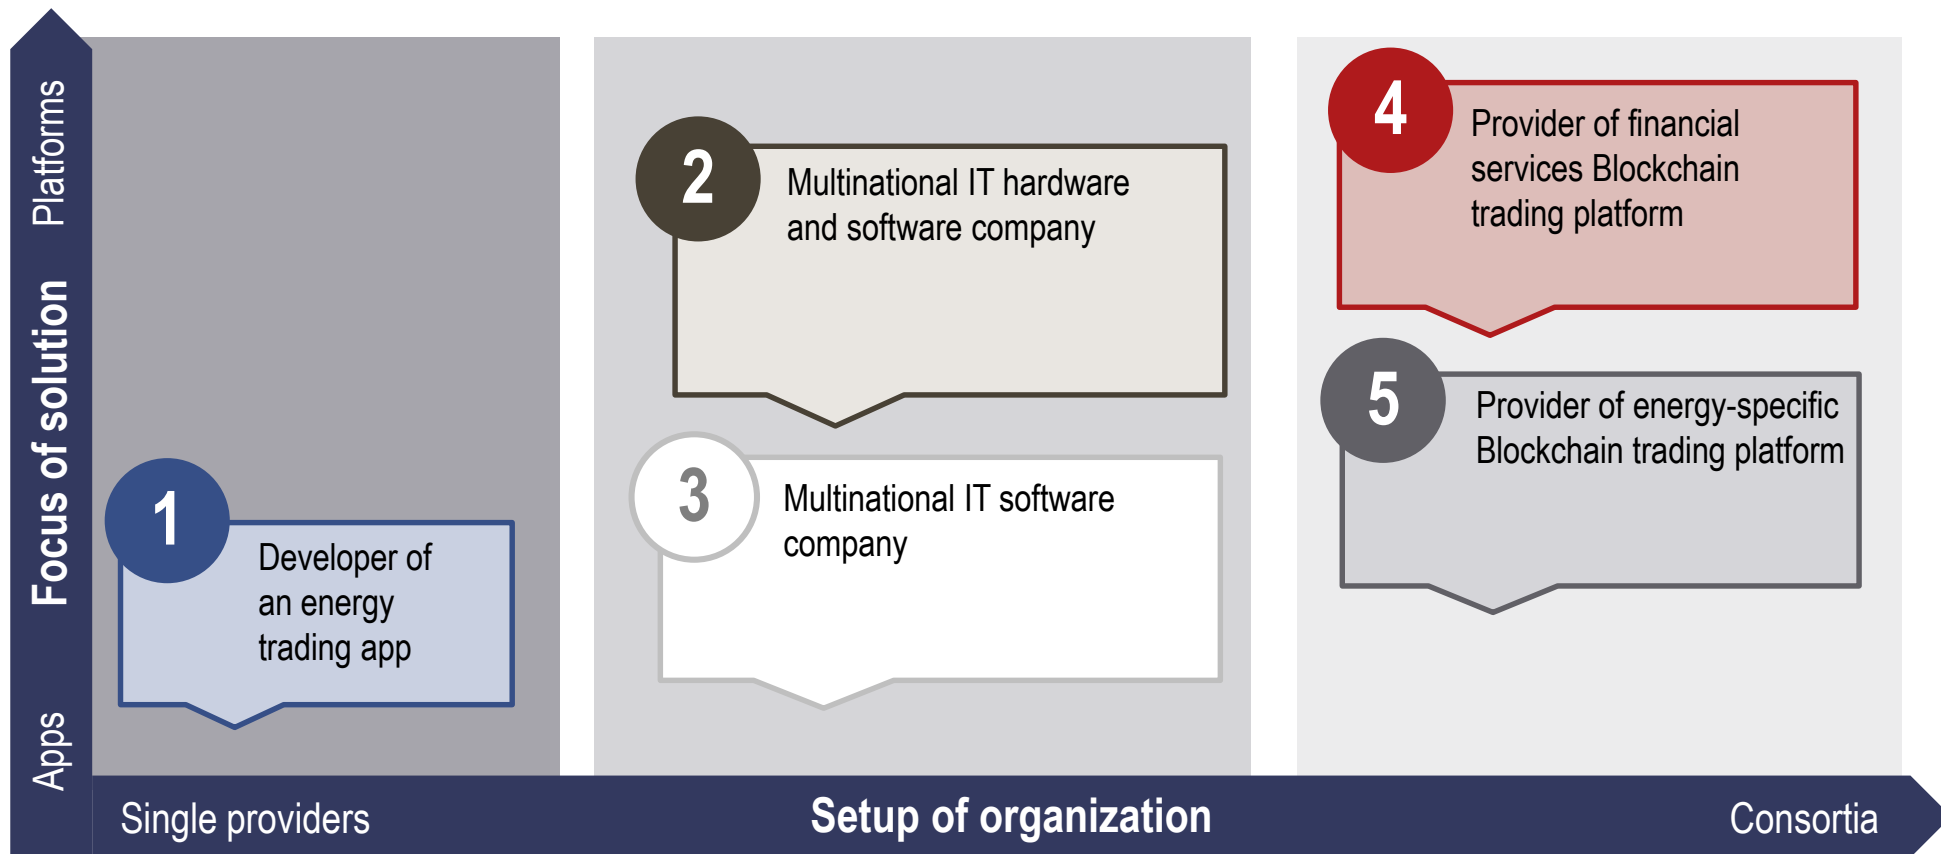 Platforms
Focus of solution
Apps
1
Developer of
an energy
trading app
2
Multinational IT hardware
and software company
3
Multinational IT software
company
4
Provider of financial
services Blockchain
trading platform
5
Provider of energy-specific
Blockchain trading platform
Single providers
Setup of organization
Consortia